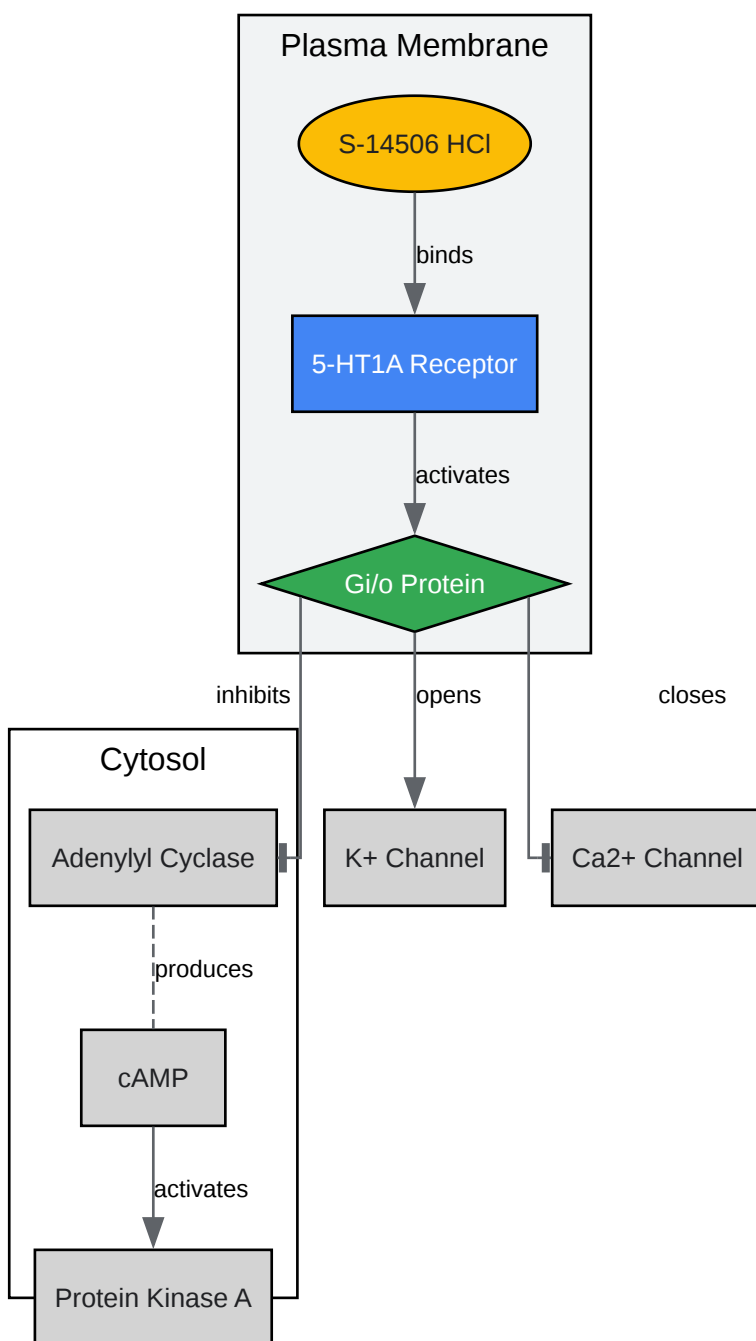 Plasma Membrane
S-14506 HCl
binds
5-HT1A Receptor
activates
Gi/o Protein
inhibits
opens
closes
Cytosol
Adenylyl Cyclase
K+ Channel
Ca2+ Channel
produces
cAMP
activates
Protein Kinase A